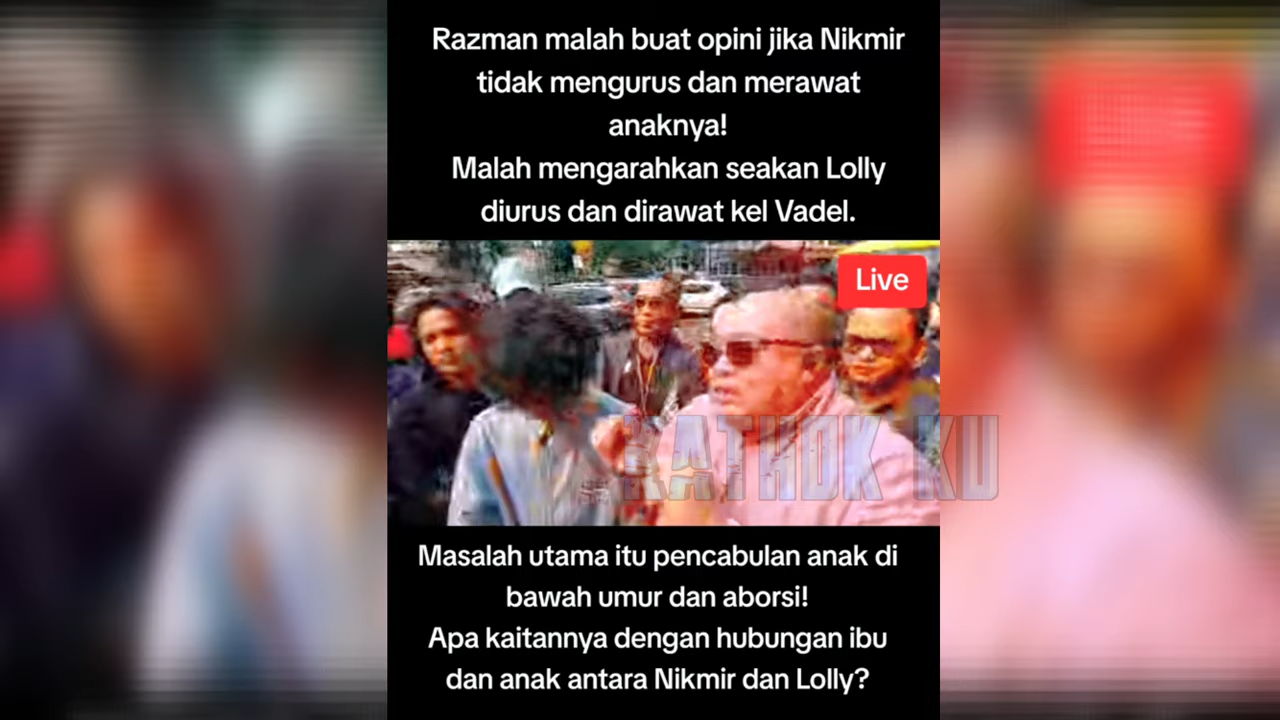 Razman malah buat opini jika Nikmir
tidak mengurus dan merawat
anaknya!
Malah mengarahkan seakan Lolly
diurus dan dirawat kel Vadel.
Live
KATHOK KU
Masalah utama itu pencabulan anak di
bawah umur dan aborsi!
Apa kaitannya dengan hubungan ibu
dan anak antara Nikmir dan Lolly?